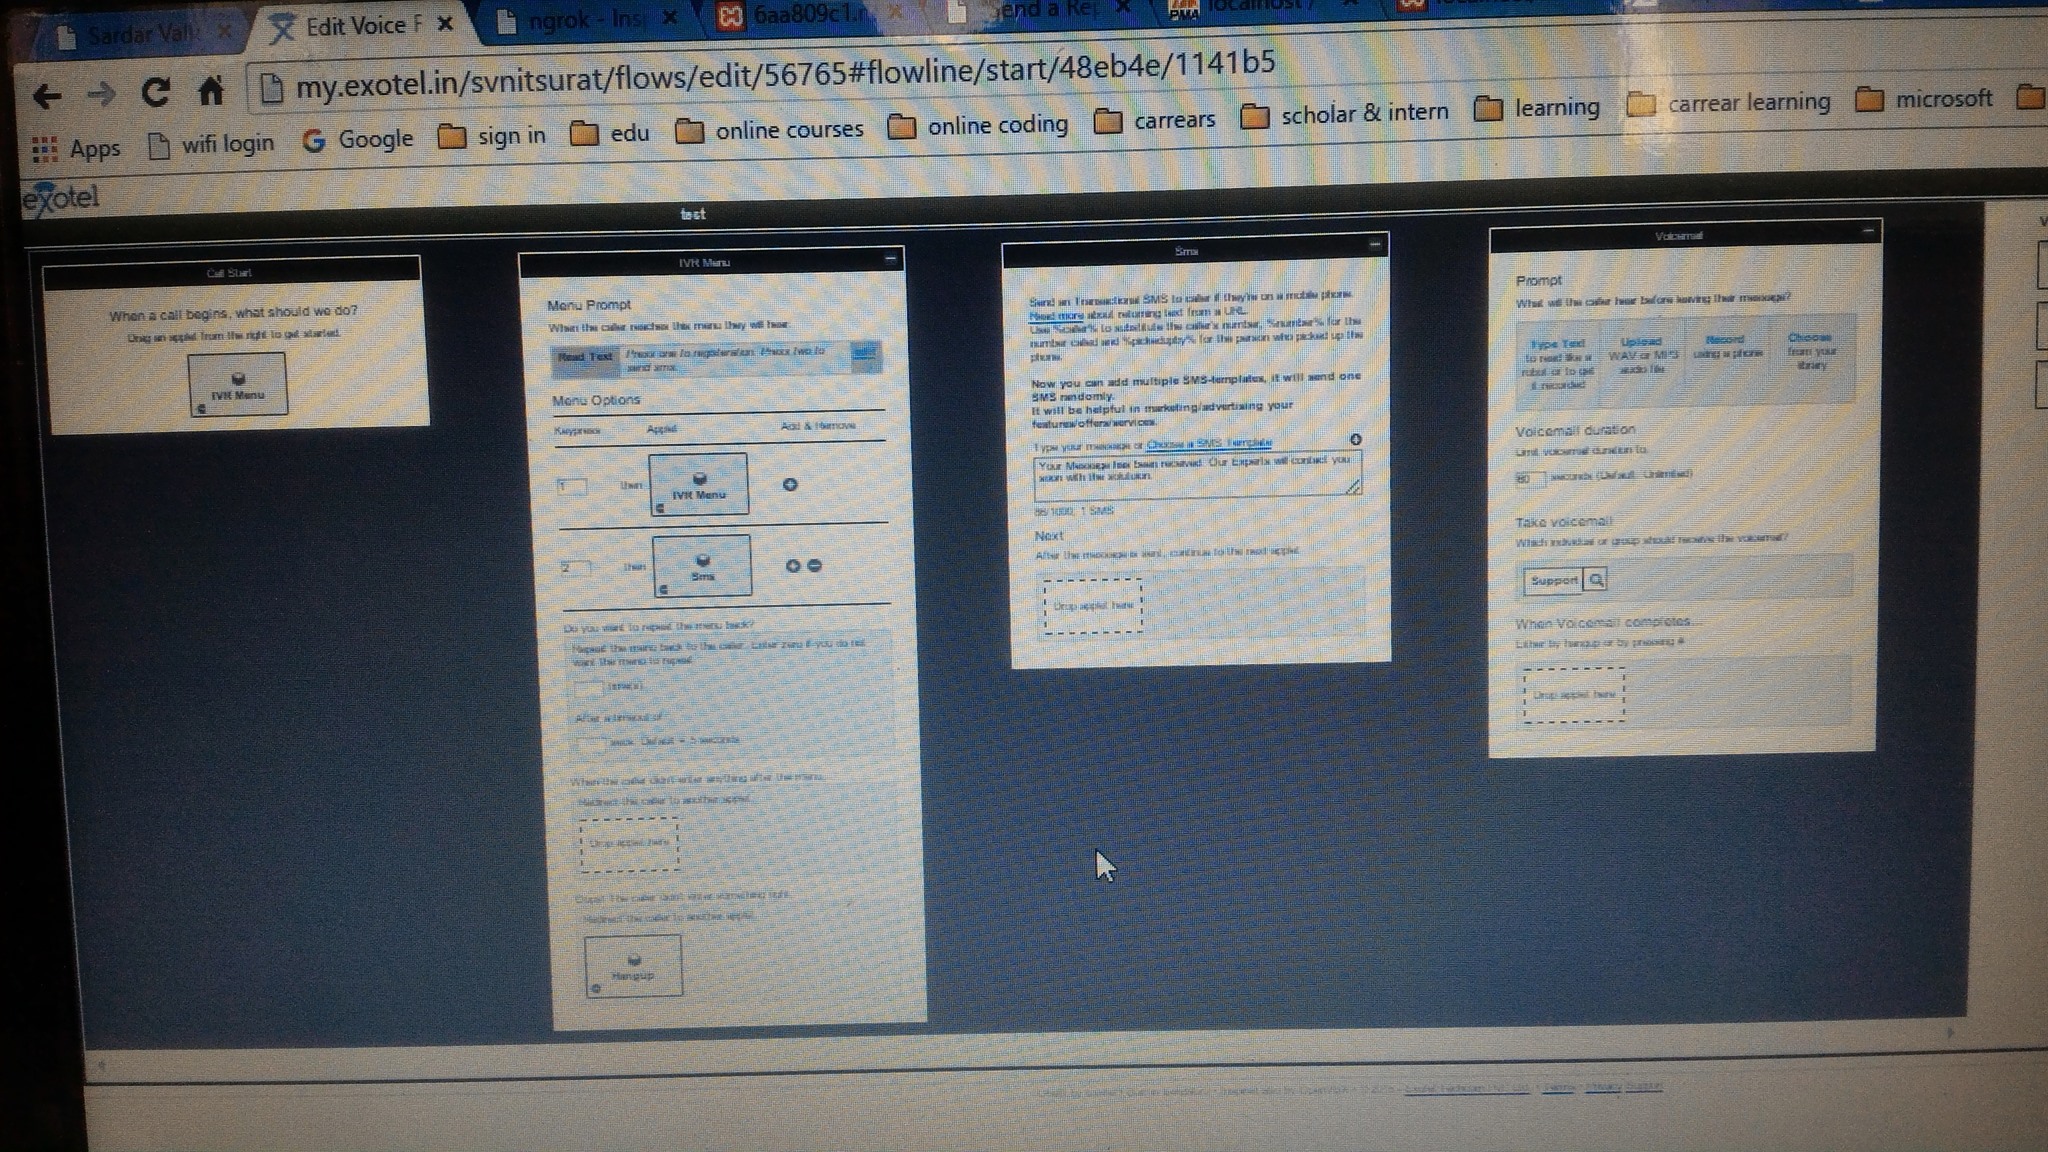 Edit Voice F
ngrok - Ins
6aa809c1.n
end a Rep
localhost /
my.exotel.in/svnitsurat/flows/edit/56765#flowline/start/48eb4e/1141b5
Apps wifi login Google sign in edu online courses online coding carrears scholar & intern learning carrear learning microsoft
exotel
test
Call Start
When a call begins, what should we do?
Drag an applet from the right to get started.
IVR Menu
IVR Menu
Menu Prompt
When the caller reaches this menu they will hear:
Read Text
Press one to registeration. Press two to
send sms.
Menu Options
Keypress Applet Add & Remove
1 then IVR Menu
2 then Sms
Do you want to repeat the menu back?
Repeat the menu back to the caller. Enter zero if you do not
want the menu to repeat
time(s)
After a timeout of
Default = 5 seconds
When the caller didn't enter anything after the menu.
Redirect the caller to another applet.
Drop applet here
Oops! The caller didn't enter something right.
Redirect the caller to another applet.
Hangup
Sms
Send an Transactional SMS to caller if they're on a mobile phone.
Read more about returning text from a URL.
Use %caller% to substitute the caller's number, %number% for the
number called and %pickedupby% for the person who picked up the
phone.
Now you can add multiple SMS-templates, it will send one
SMS randomly.
It will be helpful in marketing/advertising your
features/offers/services.
Type your message or Choose a SMS Template
Your Message has been received. Our Experts will contact you
soon with the solutuion.
/1000, 1 SMS
Next
After the message is sent, continue to the next applet
Drop applet here
Voicemail
Prompt
What will the caller hear before leaving their message?
Type Text
to read like a
robot or to get
it recorded
Upload
WAV or MP3
audio file
Record
using a phone
Choose
from your
library
Voicemail duration
Limit voicemail duration to
60 seconds (Default: Unlimited)
Take voicemail
Which individual or group should receive the voicemail?
Support
When Voicemail completes...
Either by hangup or by pressing #
Drop applet here